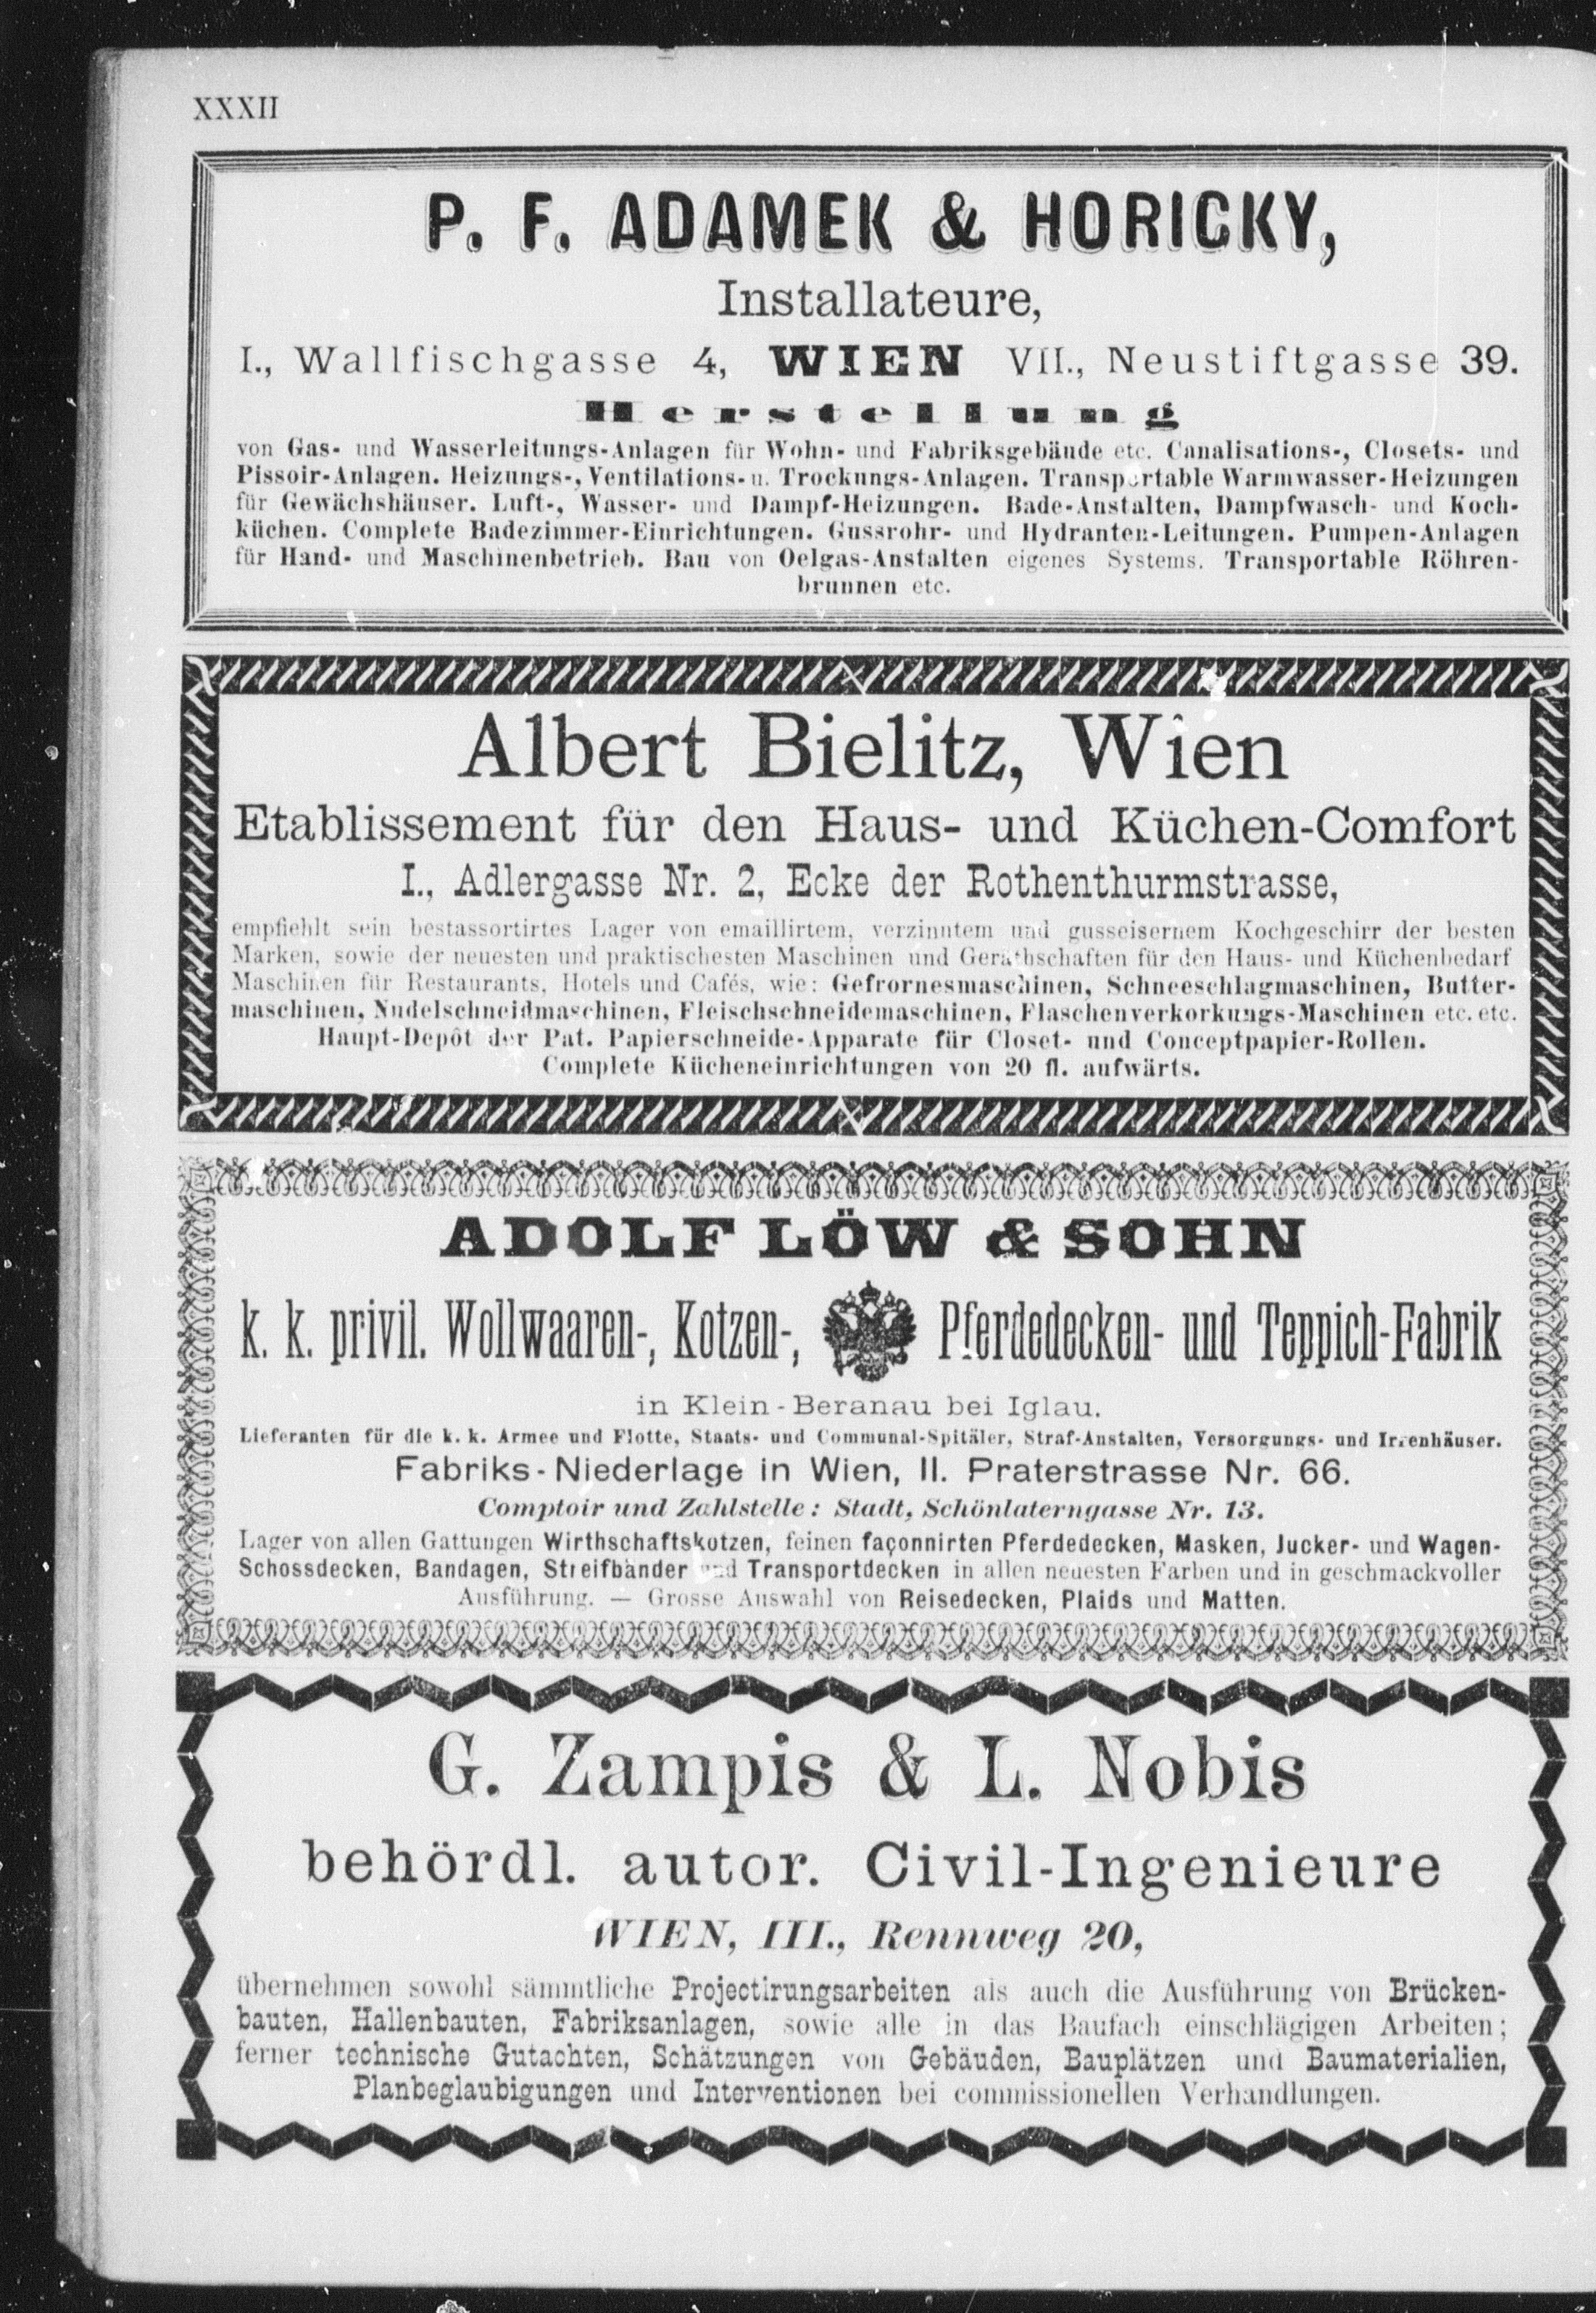 XXXII
P. F. ADAMEK & HORICKY,
Installateure,
I., Wallfischgasse 4, WIEN VII., Neustiftgasse 39.
Herstellung
von Gas- und Wasserleitungs-Anlagen für Wohn- und Fabriksgebäude etc. Canalisations-, Closets- und
Pissoir-Anlagen. Heizungs-, Ventilations- u. Trockungs-Anlagen. Transportable Warmwasser-Heizungen
für Gewächshäuser. Luft-, Wasser- und Dampf-Heizungen. Bade-Anstalten, Dampfwasch- und Koch-
küchen. Complete Badezimmer-Einrichtungen. Gussrohr- und Hydranten-Leitungen. Pumpen-Anlagen
für Hand- und Maschinenbetrieb. Bau von Oelgas-Anstalten eigenes Systems. Transportable Röhren-
brunnen etc.
Albert Bielitz, Wien
Etablissement für den Haus- und Küchen-Comfort
I., Adlergasse Nr. 2, Ecke der Rothenthurmstrasse,
empfiehlt sein bestassortirtes Lager von emaillirtem, verzinntem und gusseisernem Kochgeschirr der besten
Marken, sowie der neuesten und praktischesten Maschinen und Geräthschaften für den Haus- und Küchenbedarf
Maschinen für Restaurants, Hotels und Cafés, wie: Gefrornesmaschinen, Schneeschlagmaschinen, Butter-
maschinen, Nudelschneidmaschinen, Fleischschneidemaschinen, Flaschenverkorkungs-Maschinen etc. etc.
Haupt-Depôt der Pat. Papierschneide-Apparate für Closet- und Conceptpapier-Rollen.
Complete Kücheneinrichtungen von 20 fl. aufwärts.
ADOLF LÖW & SOHN
k. k. privil. Wollwaaren-, Kotzen-, Pferdedecken- und Teppich-Fabrik
in Klein-Beranau bei Iglau.
Lieferanten für die k. k. Armee und Flotte, Staats- und Communal-Spitäler, Straf-Anstalten, Versorgungs- und Irrenhäuser.
Fabriks-Niederlage in Wien, II. Praterstrasse Nr. 66.
Comptoir und Zahlstelle: Stadt, Schönlaterngasse Nr. 13.
Lager von allen Gattungen Wirthschaftskotzen, feinen façonnirten Pferdedecken, Masken, Jucker- und Wagen-
Schossdecken, Bandagen, Streifbänder und Transportdecken in allen neuesten Farben und in geschmackvoller
Ausführung. — Grosse Auswahl von Reisedecken, Plaids und Matten.
G. Zampis & L. Nobis
behördl. autor. Civil-Ingenieure
WIEN, III., Rennweg 20,
übernehmen sowohl sämmtliche Projectirungsarbeiten als auch die Ausführung von Brücken-
bauten, Hallenbauten, Fabriksanlagen, sowie alle in das Baufach einschlägigen Arbeiten;
ferner technische Gutachten, Schätzungen von Gebäuden, Bauplätzen und Baumaterialien,
Planbeglaubigungen und Interventionen bei commissionellen Verhandlungen.